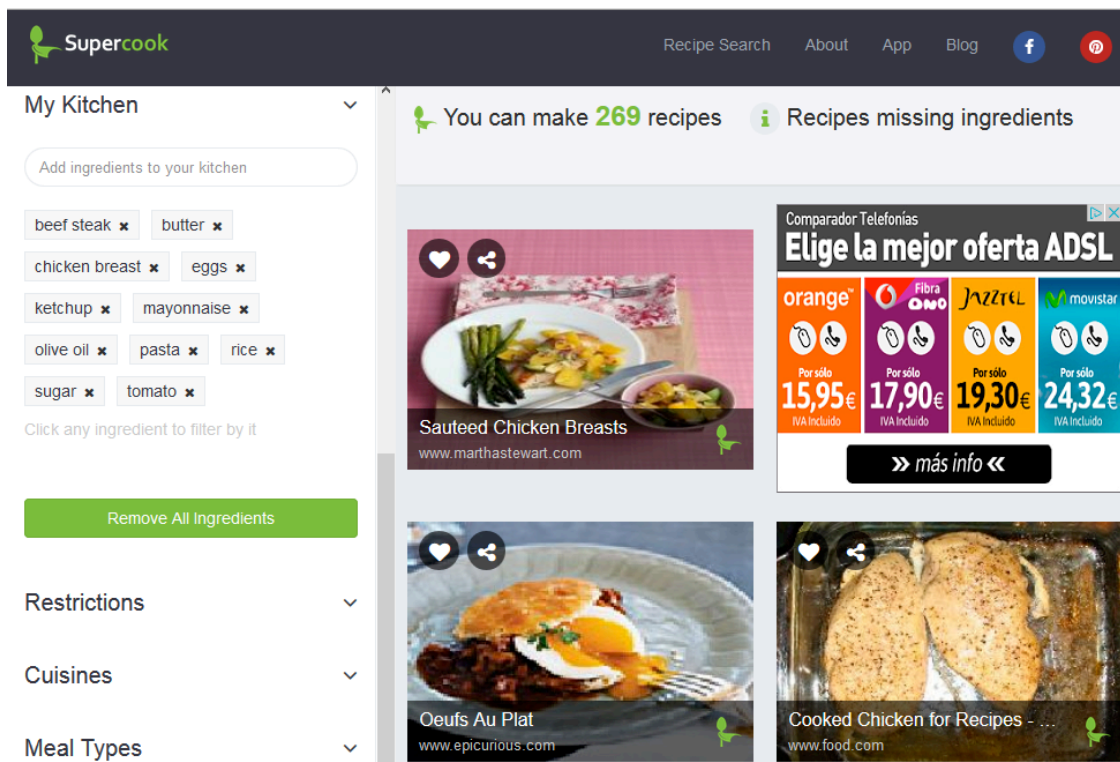 Supercook
Recipe Search About App Blog
My Kitchen
Add ingredients to your kitchen
beef steak × butter ×
chicken breast × eggs ×
ketchup × mayonnaise ×
olive oil × pasta × rice ×
sugar × tomato ×
Click any ingredient to filter by it
Remove All Ingredients
Restrictions
Cuisines
Meal Types
You can make 269 recipes
Recipes missing ingredients
Sauteed Chicken Breasts
www.marthastewart.com
Comparador Telefonías
Elige la mejor oferta ADSL
orange™
Por sólo
15,95€
IVA Incluido
Fibra
ONO
Por sólo
17,90€
IVA Incluido
JAZZTEL
Por sólo
19,30€
IVA Incluido
movistar
Por sólo
24,32€
IVA Incluido
» más info «
Oeufs Au Plat
www.epicurious.com
Cooked Chicken for Recipes - ...
www.food.com